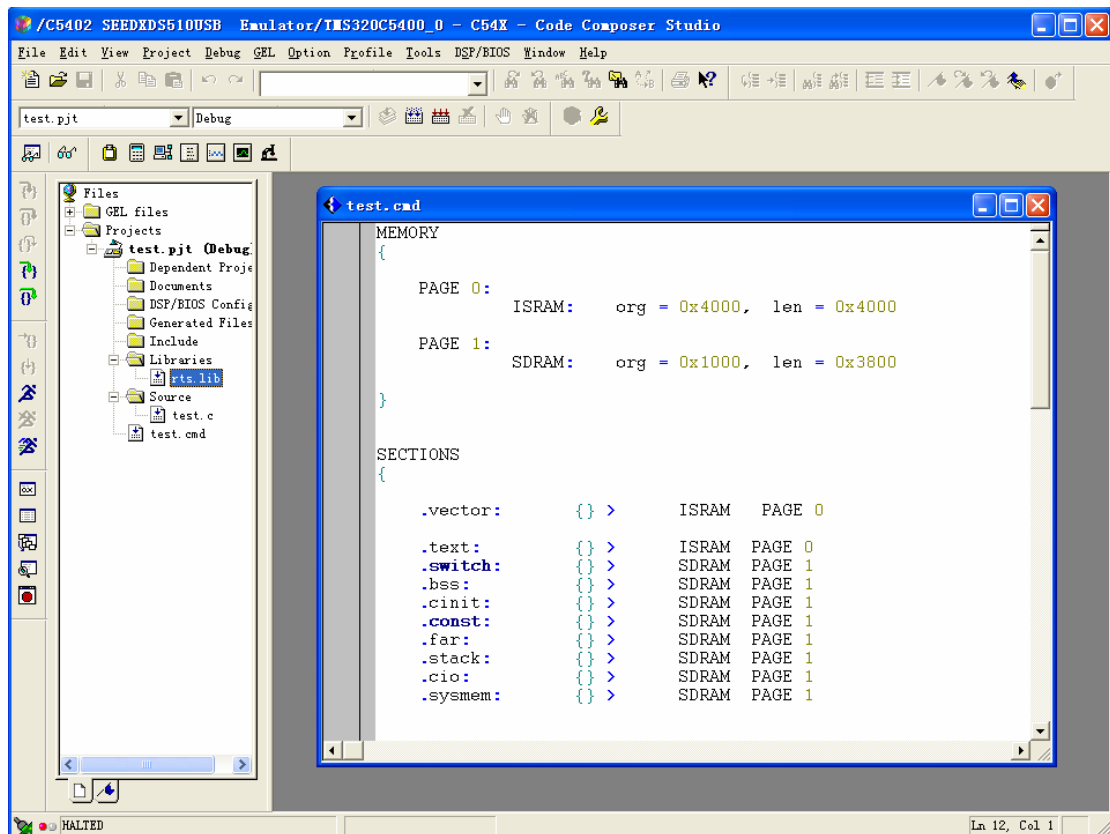 /C5402 SEEDXDS510USB Emulator/TMS320C5400_0 - C54X - Code Composer Studio
File Edit View Project Debug GEL Option Profile Tools DSP/BIOS Window Help
test.pjt Debug
Files
GEL files
Projects
test.pjt (Debug
Dependent Proje
Documents
DSP/BIOS Config
Generated Files
Include
Libraries
rts.lib
Source
test.c
test.cmd
test.cmd
MEMORY
{
PAGE 0:
ISRAM: org = 0x4000, len = 0x4000
PAGE 1:
SDRAM: org = 0x1000, len = 0x3800
}
SECTIONS
{
.vector: {} > ISRAM PAGE 0
.text: {} > ISRAM PAGE 0
.switch: {} > SDRAM PAGE 1
.bss: {} > SDRAM PAGE 1
.cinit: {} > SDRAM PAGE 1
.const: {} > SDRAM PAGE 1
.far: {} > SDRAM PAGE 1
.stack: {} > SDRAM PAGE 1
.cio: {} > SDRAM PAGE 1
.sysmem: {} > SDRAM PAGE 1
HALTED
Ln 12, Col 1